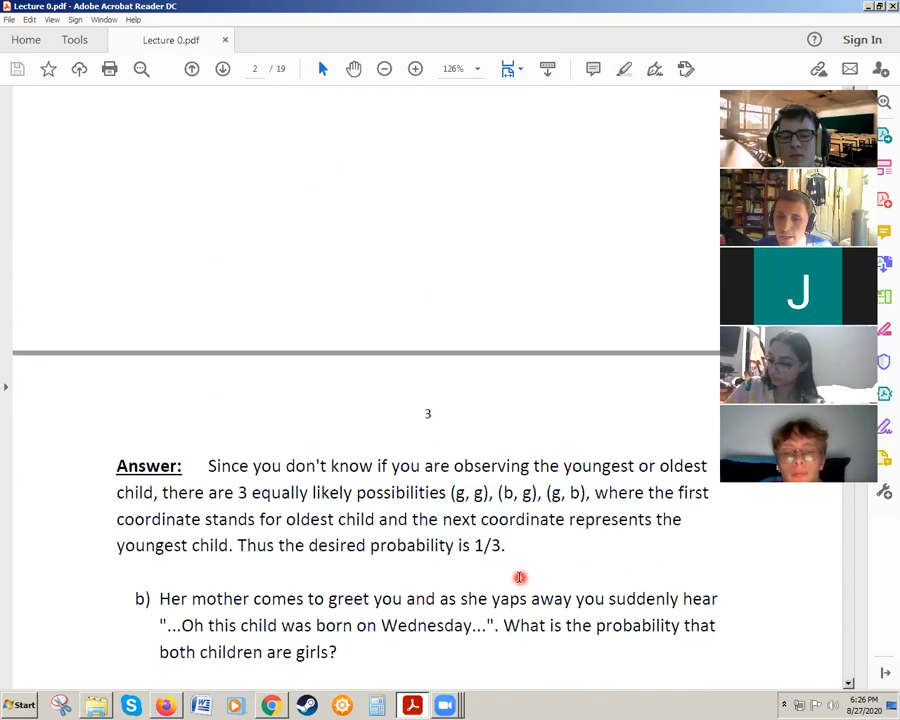 Lecture 0.pdf - Adobe Acrobat Reader DC
File Edit View Sign Window Help
Home Tools Lecture 0.pdf × Sign In
2 / 19 126%
3
Answer: Since you don't know if you are observing the youngest or oldest
child, there are 3 equally likely possibilities (g, g), (b, g), (g, b), where the first
coordinate stands for oldest child and the next coordinate represents the
youngest child. Thus the desired probability is 1/3.
b) Her mother comes to greet you and as she yaps away you suddenly hear
"...Oh this child was born on Wednesday...". What is the probability that
both children are girls?
J
Start
6:26 PM
8/27/2020